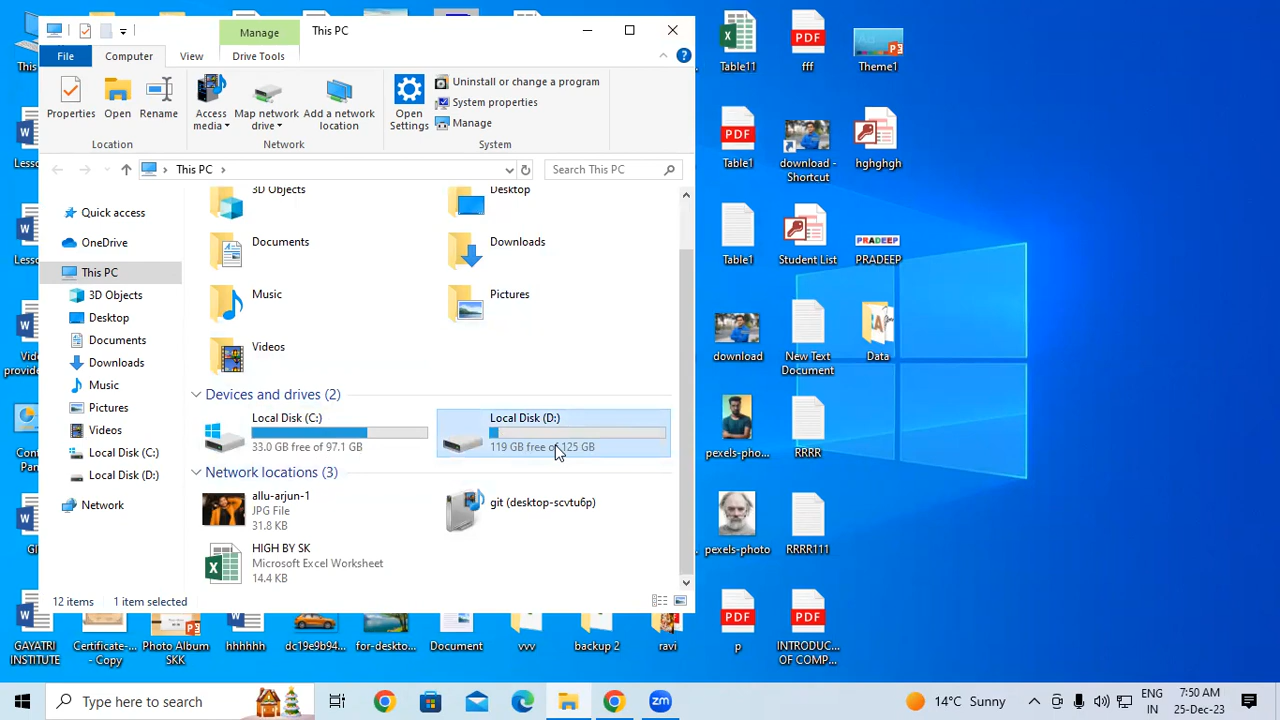 Manage
This PC
File
Computer
View
Drive Tools
Properties
Open
Rename
Access media
Map network drive
Add a network location
Open Settings
Uninstall or change a program
System properties
Manage
Location
Network
System
This PC
Search This PC
Quick access
OneDrive
This PC
3D Objects
Desktop
Documents
Downloads
Music
Pictures
Videos
Local Disk (C:)
Local Disk (D:)
Network
3D Objects
Desktop
Documents
Downloads
Music
Pictures
Videos
Devices and drives (2)
Local Disk (C:)
33.0 GB free of 97.1 GB
Local Disk (D:)
119 GB free of 125 GB
Network locations (3)
allu-arjun-1
JPG File
31.8 KB
git (desktop-scvtu6p)
HIGH BY SK
Microsoft Excel Worksheet
14.4 KB
12 items
1 item selected
Table11
fff
Theme1
PDF
PDF
Table1
download -
Shortcut
hghghgh
Table1
Student List
PRADEEP
PRADEEP
download
New Text
Document
Data
pexels-pho...
RRRR
pexels-photo
RRRR111
PDF
PDF
p
INTRODUC...
OF COMP...
GAYATRI
INSTITUTE
Certificate-...
- Copy
Photo Album
SKK
hhhhhh
dc19e9b94...
for-deskto...
Document
vvv
backup 2
ravi
Type here to search
zm
14°C Sunny
ENG
IN
7:50 AM
25-Dec-23